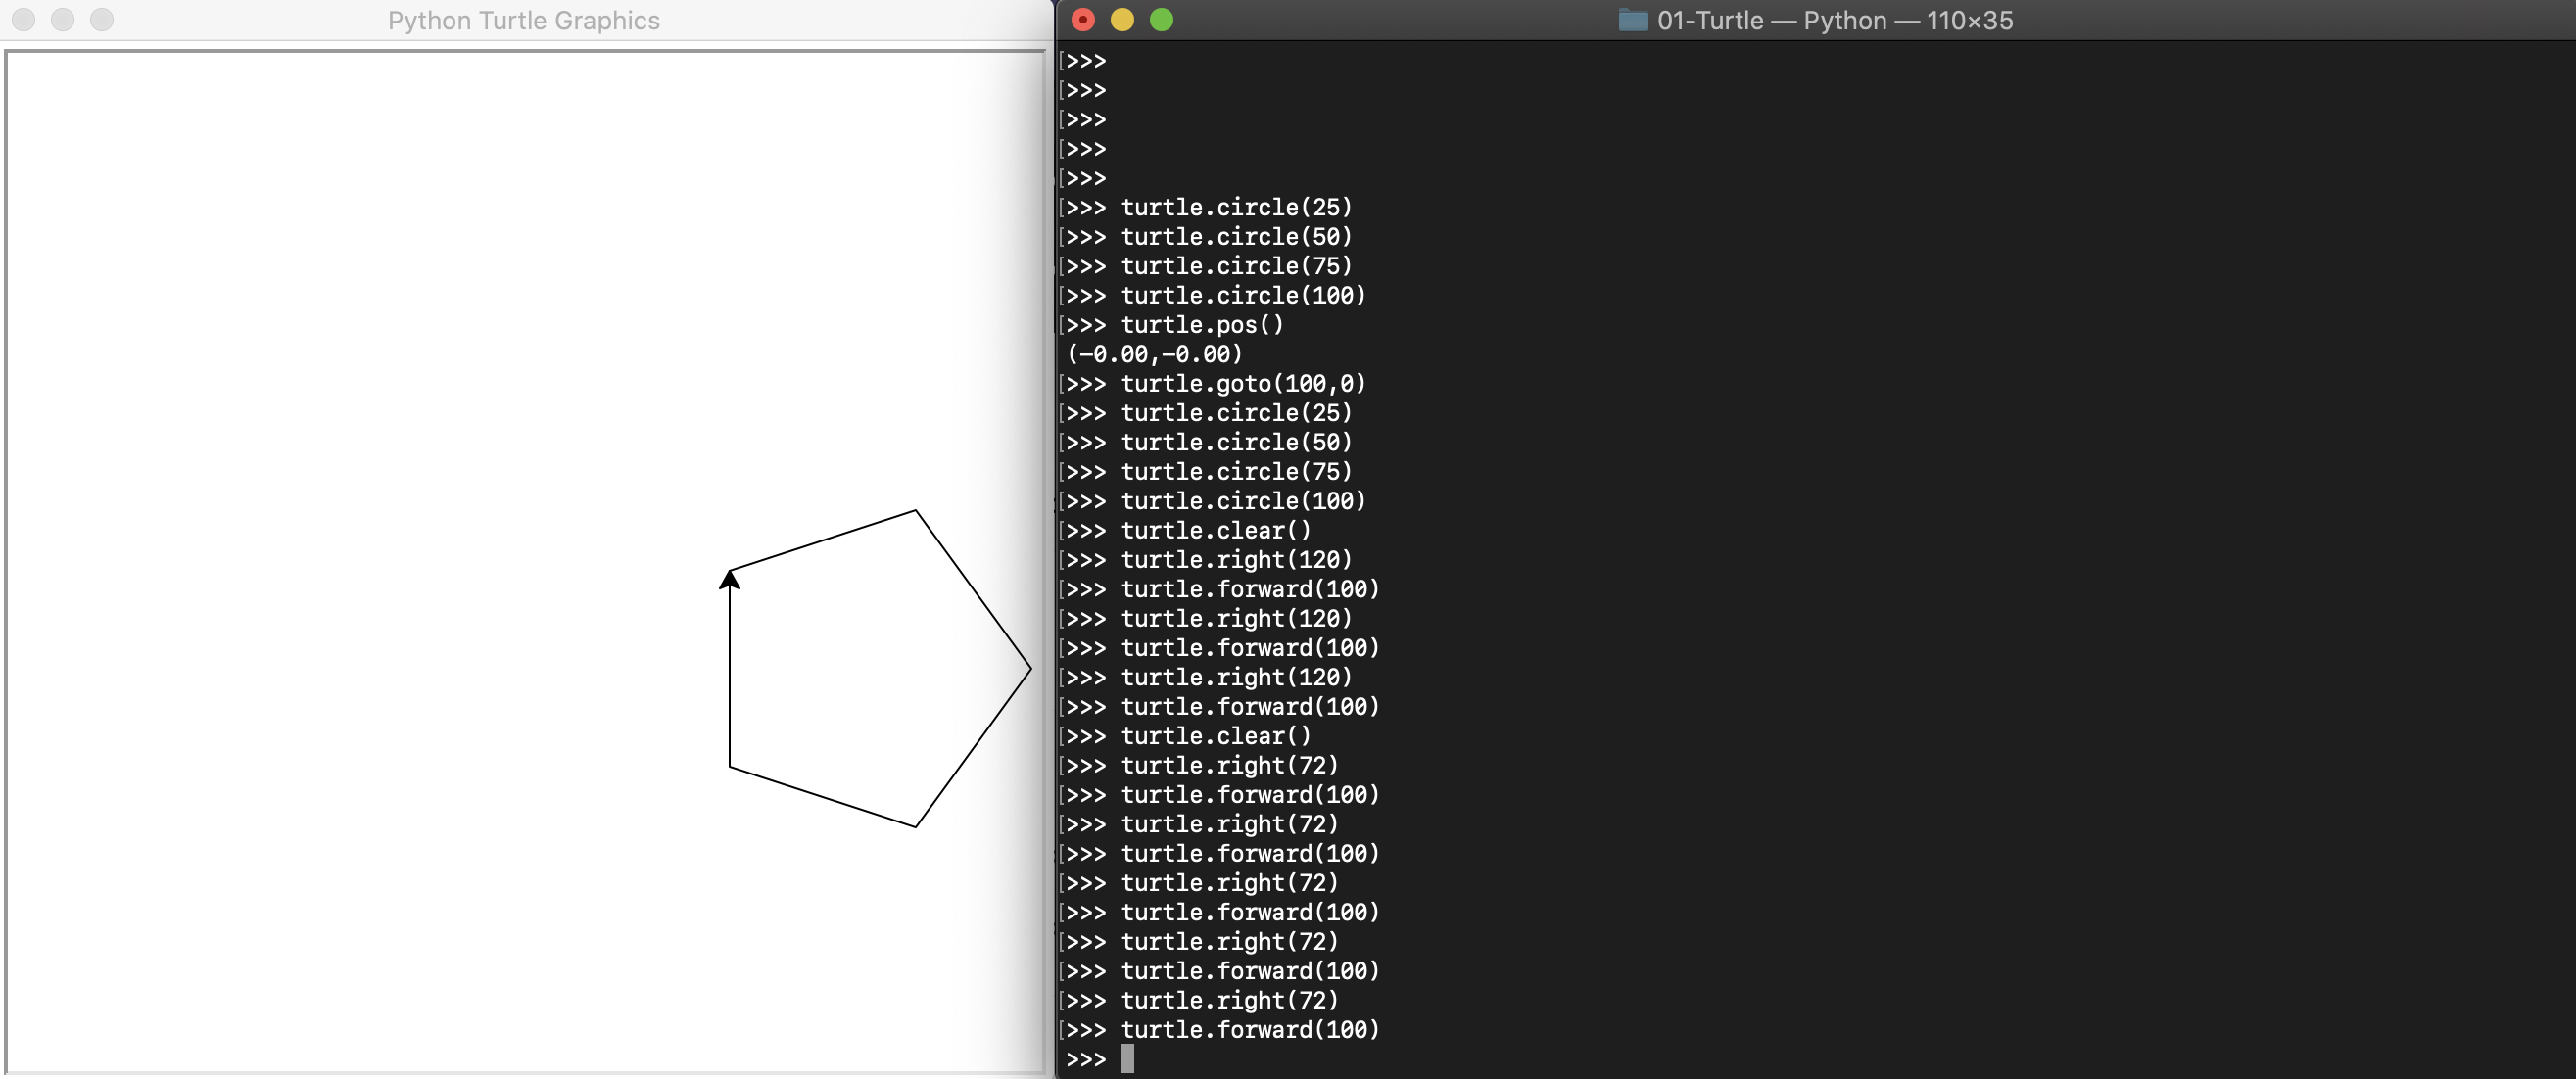 Python Turtle Graphics
01-Turtle — Python — 110×35
[>>>
[>>>
[>>>
[>>>
[>>>
[>>> turtle.circle(25)
[>>> turtle.circle(50)
[>>> turtle.circle(75)
[>>> turtle.circle(100)
[>>> turtle.pos()
(-0.00,-0.00)
[>>> turtle.goto(100,0)
[>>> turtle.circle(25)
[>>> turtle.circle(50)
[>>> turtle.circle(75)
[>>> turtle.circle(100)
[>>> turtle.clear()
[>>> turtle.right(120)
[>>> turtle.forward(100)
[>>> turtle.right(120)
[>>> turtle.forward(100)
[>>> turtle.right(120)
[>>> turtle.forward(100)
[>>> turtle.clear()
[>>> turtle.right(72)
[>>> turtle.forward(100)
[>>> turtle.right(72)
[>>> turtle.forward(100)
[>>> turtle.right(72)
[>>> turtle.forward(100)
[>>> turtle.right(72)
[>>> turtle.forward(100)
[>>> turtle.right(72)
[>>> turtle.forward(100)
>>>